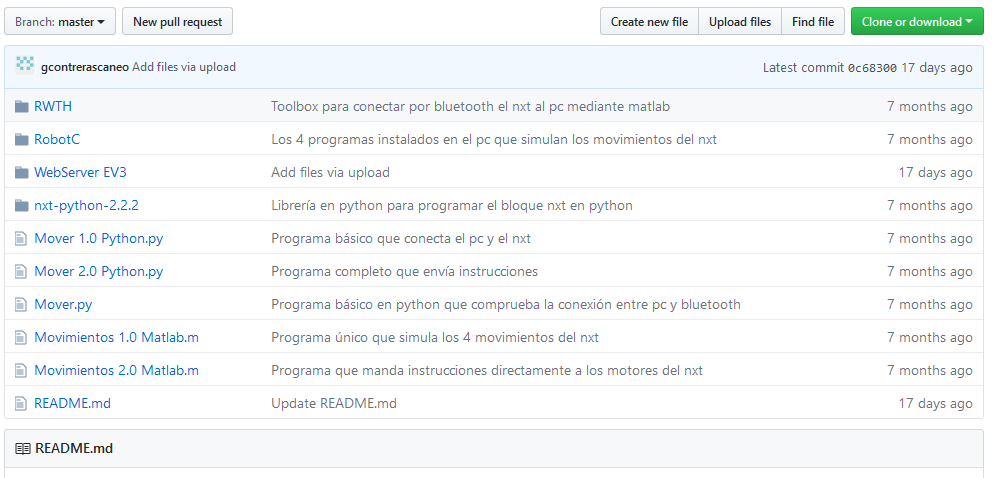 Branch: master New pull request Create new file Upload files Find file Clone or download
gcontrerascaneo Add files via upload Latest commit 0c68300 17 days ago
RWTH Toolbox para conectar por bluetooth el nxt al pc mediante matlab 7 months ago
RobotC Los 4 programas instalados en el pc que simulan los movimientos del nxt 7 months ago
WebServer EV3 Add files via upload 17 days ago
nxt-python-2.2.2 Librería en python para programar el bloque nxt en python 7 months ago
Mover 1.0 Python.py Programa básico que conecta el pc y el nxt 7 months ago
Mover 2.0 Python.py Programa completo que envía instrucciones 7 months ago
Mover.py Programa básico en python que comprueba la conexión entre pc y bluetooth 7 months ago
Movimientos 1.0 Matlab.m Programa único que simula los 4 movimientos del nxt 7 months ago
Movimientos 2.0 Matlab.m Programa que manda instrucciones directamente a los motores del nxt 7 months ago
README.md Update README.md 17 days ago
README.md